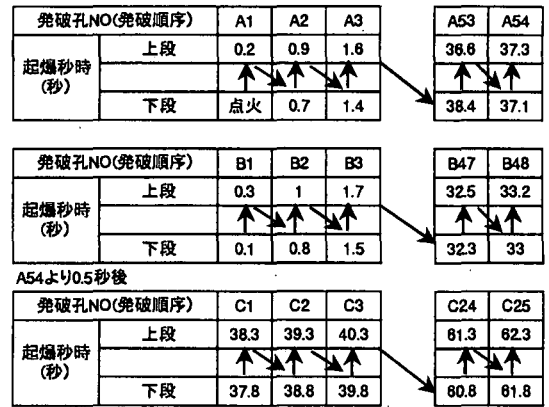 発破孔NO(発破順序) A1 A2 A3 A53 A54
起爆秒時(秒) 上段 0.2 0.9 1.6 36.6 37.3
下段 点火 0.7 1.4 38.4 37.1
発破孔NO(発破順序) B1 B2 B3 B47 B48
起爆秒時(秒) 上段 0.3 1 1.7 32.5 33.2
下段 0.1 0.8 1.5 32.3 33
A54より0.5秒後
発破孔NO(発破順序) C1 C2 C3 C24 C25
起爆秒時(秒) 上段 38.3 39.3 40.3 61.3 62.3
下段 37.8 38.8 39.8 60.8 61.8